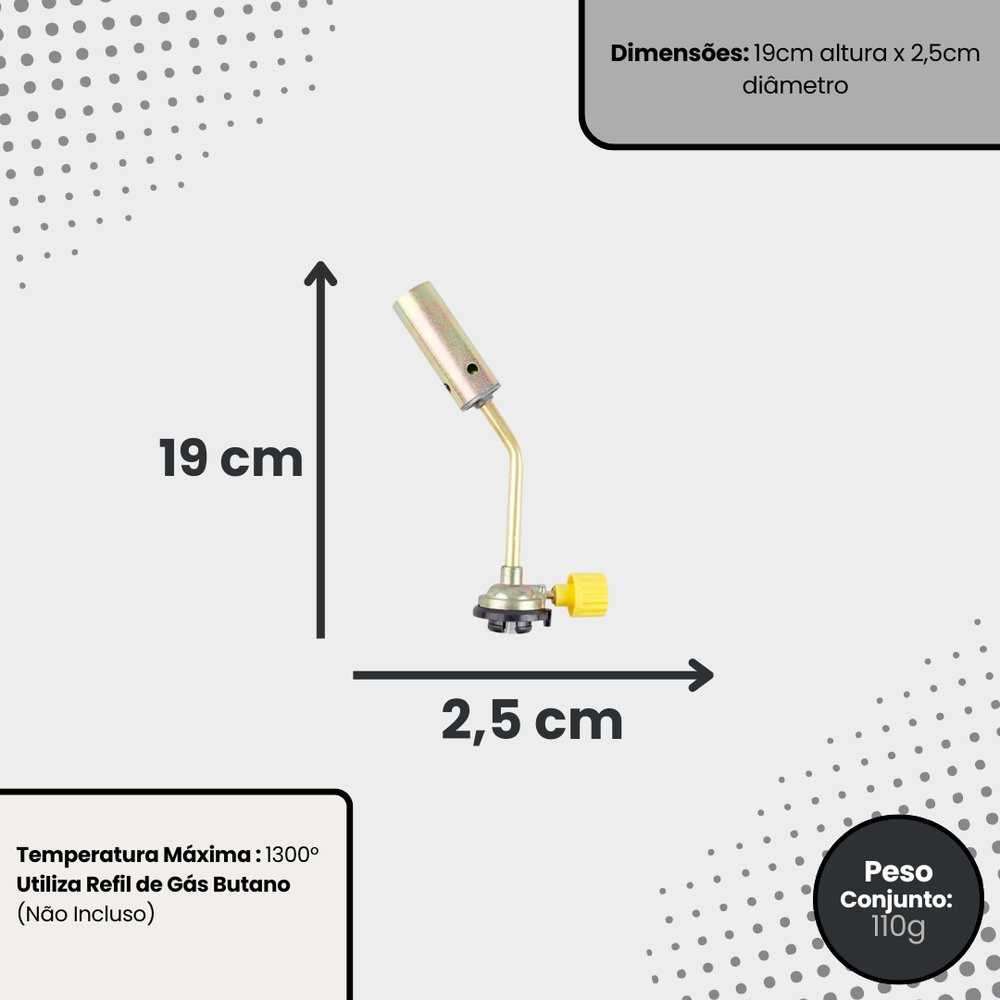 Dimensões: 19cm altura x 2,5cm
diâmetro
19 cm
2,5 cm
Temperatura Máxima : 1300º
Utiliza Refil de Gás Butano
(Não Incluso)
Peso
Conjunto:
110g